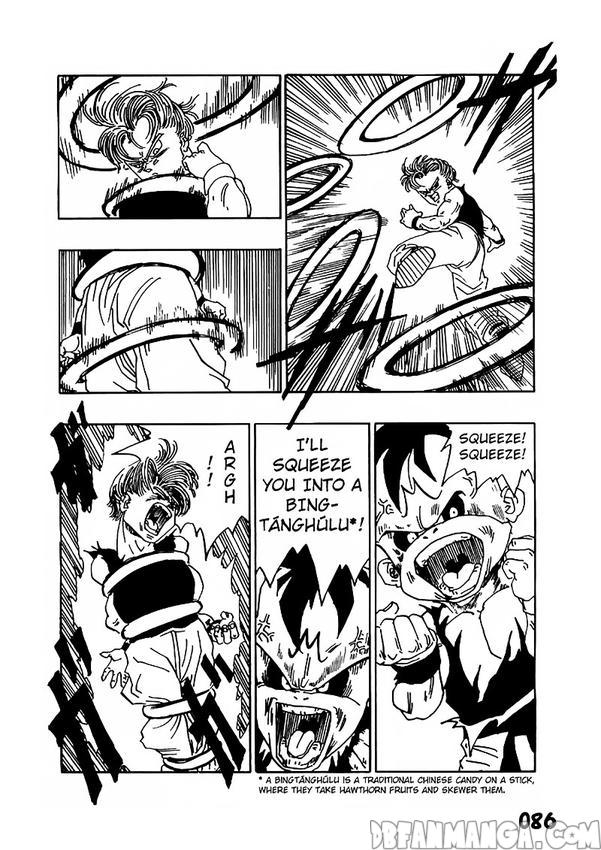 SQUEEZE!
SQUEEZE!
I'LL
SQUEEZE
YOU INTO A
BING-
TÁNGHÚLU*!
A
R
G
H
!!
* A BINGTÁNGHÚLU IS A TRADITIONAL CHINESE CANDY ON A STICK,
WHERE THEY TAKE HAWTHORN FRUITS AND SKEWER THEM.
086
DBFANMANGA.COM